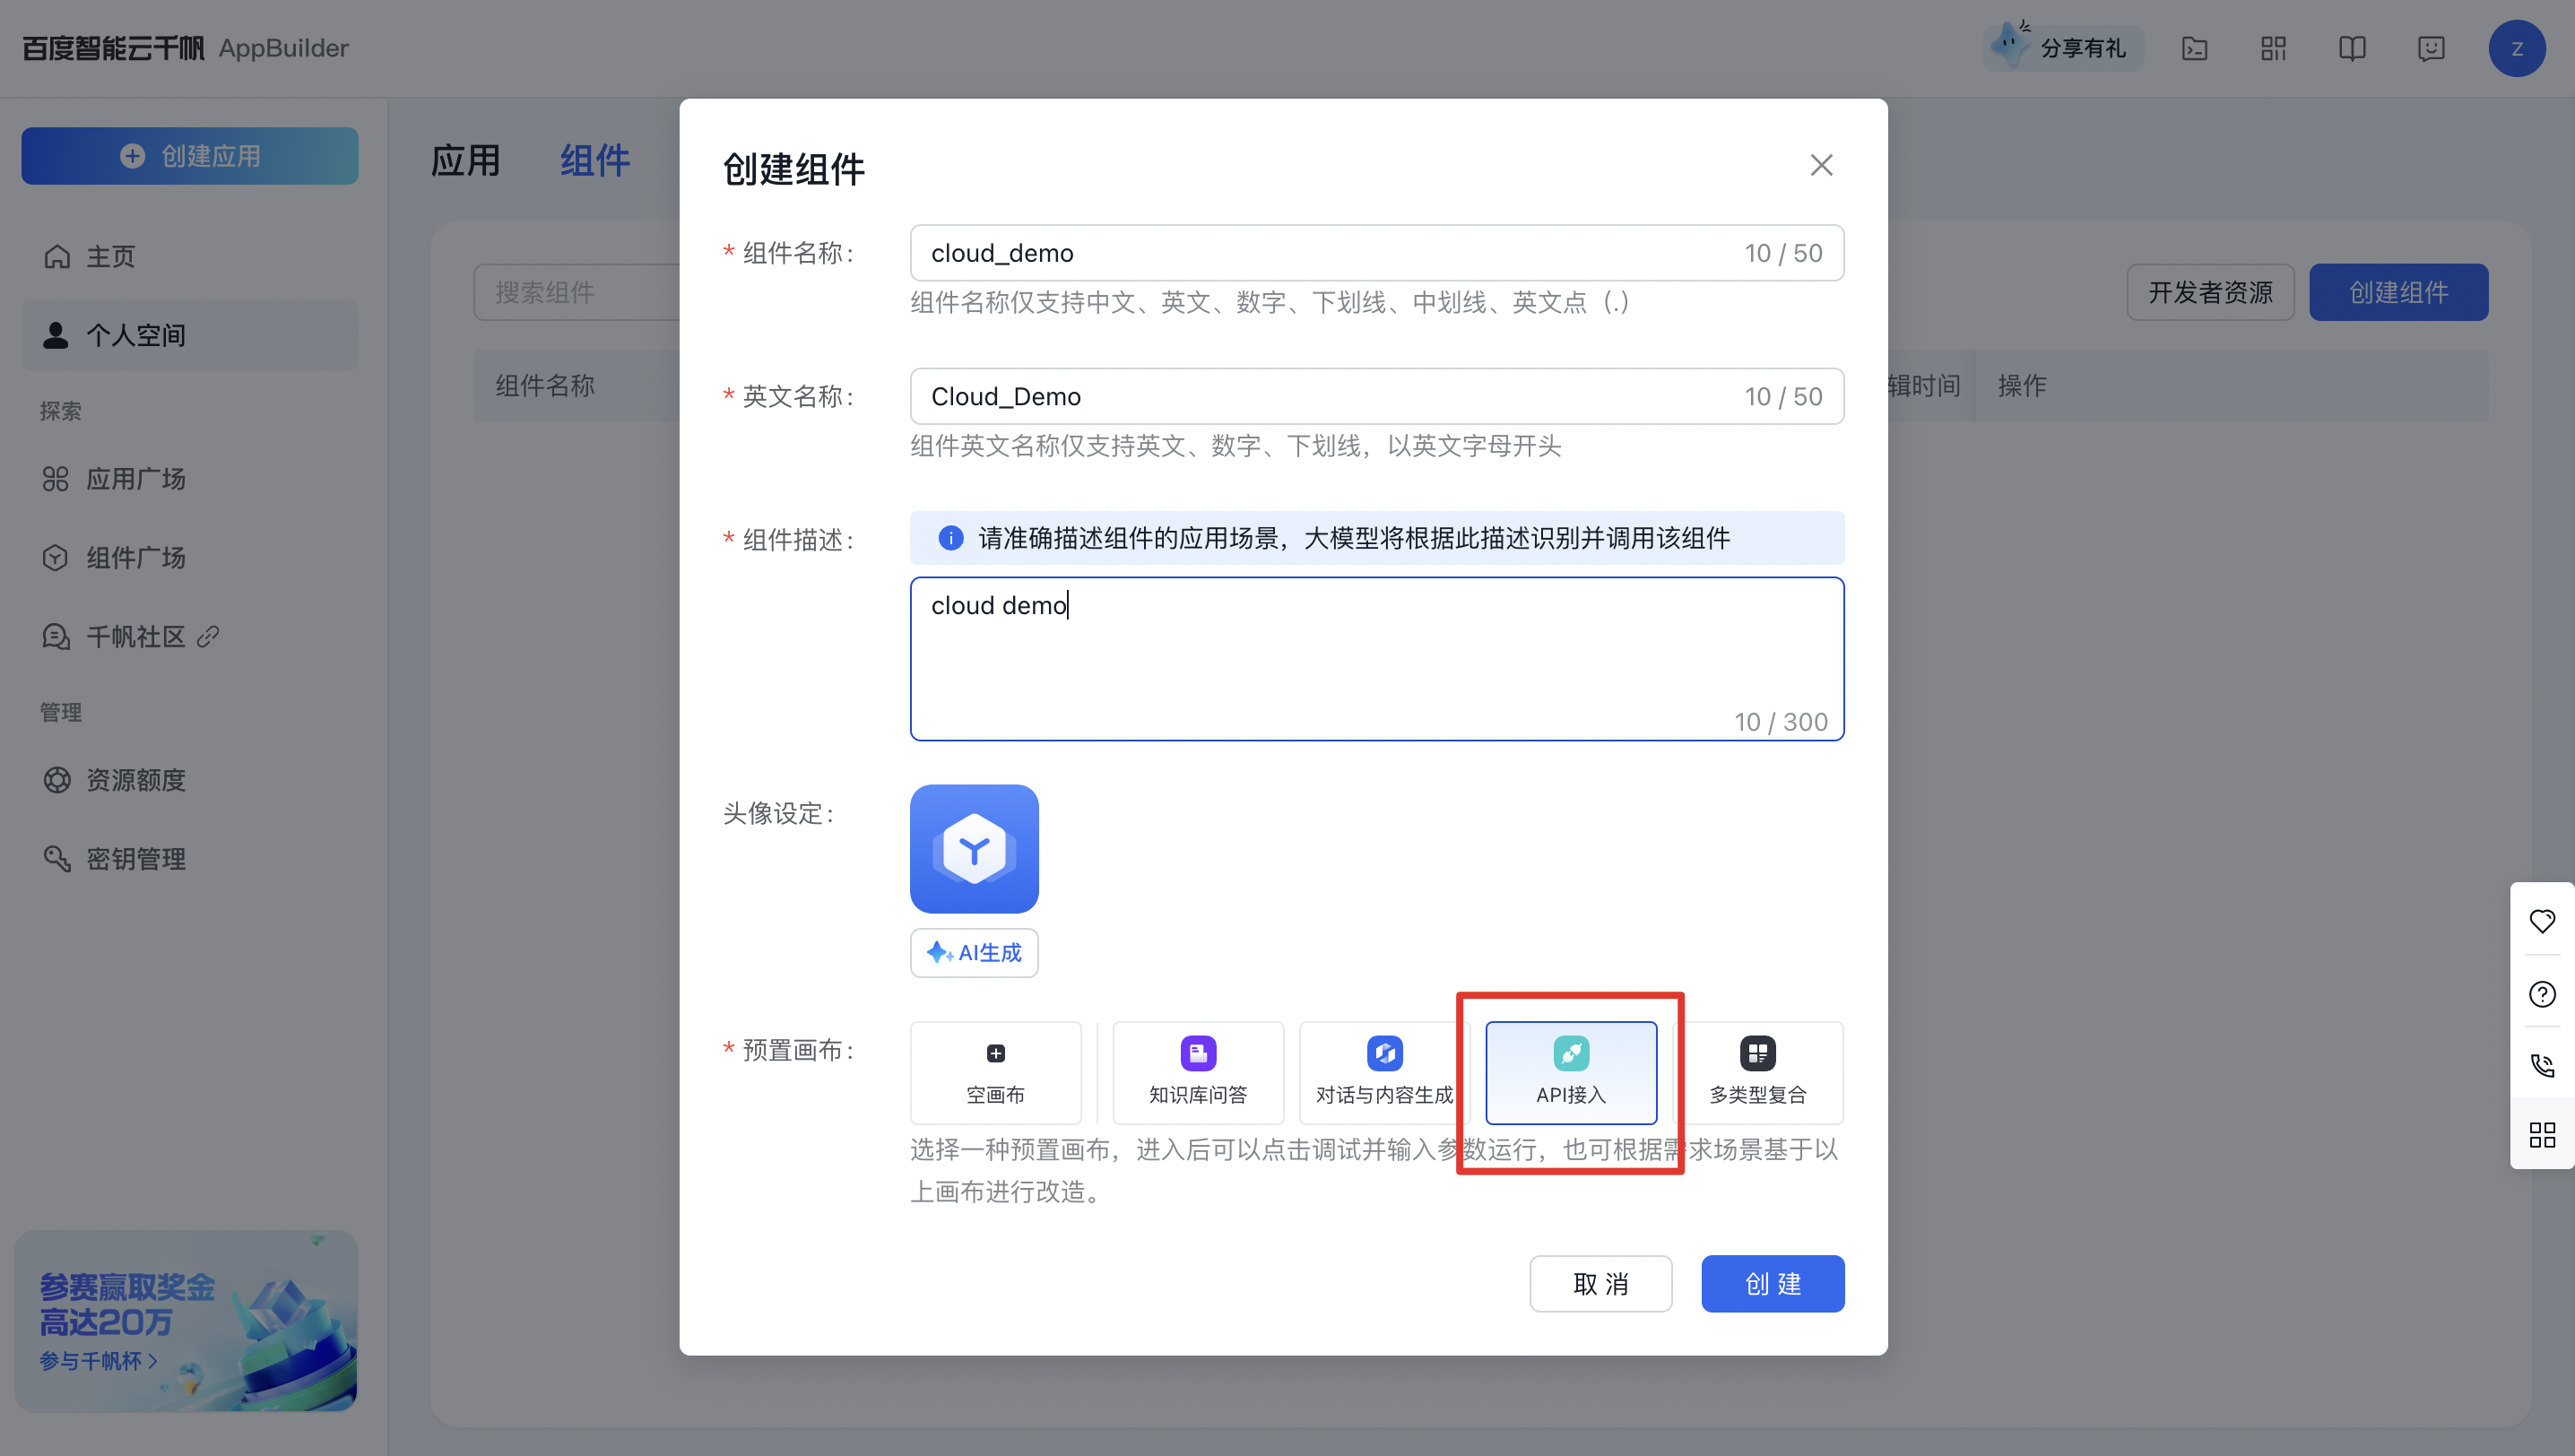 百度智能云千帆 AppBuilder
分享有礼
Z
创建应用
主页
个人空间
探索
应用广场
组件广场
千帆社区
管理
资源额度
密钥管理
参赛赢取奖金
高达20万
参与千帆杯 >
应用 组件
搜索组件
开发者资源 创建组件
组件名称 辑时间 操作
创建组件
* 组件名称：
cloud_demo 10 / 50
组件名称仅支持中文、英文、数字、下划线、中划线、英文点（.）
* 英文名称：
Cloud_Demo 10 / 50
组件英文名称仅支持英文、数字、下划线，以英文字母开头
* 组件描述：
请准确描述组件的应用场景，大模型将根据此描述识别并调用该组件
cloud demo
10 / 300
头像设定：
AI生成
* 预置画布：
空画布 知识库问答 对话与内容生成 API接入 多类型复合
选择一种预置画布，进入后可以点击调试并输入参数运行，也可根据需求场景基于以
上画布进行改造。
取 消 创 建